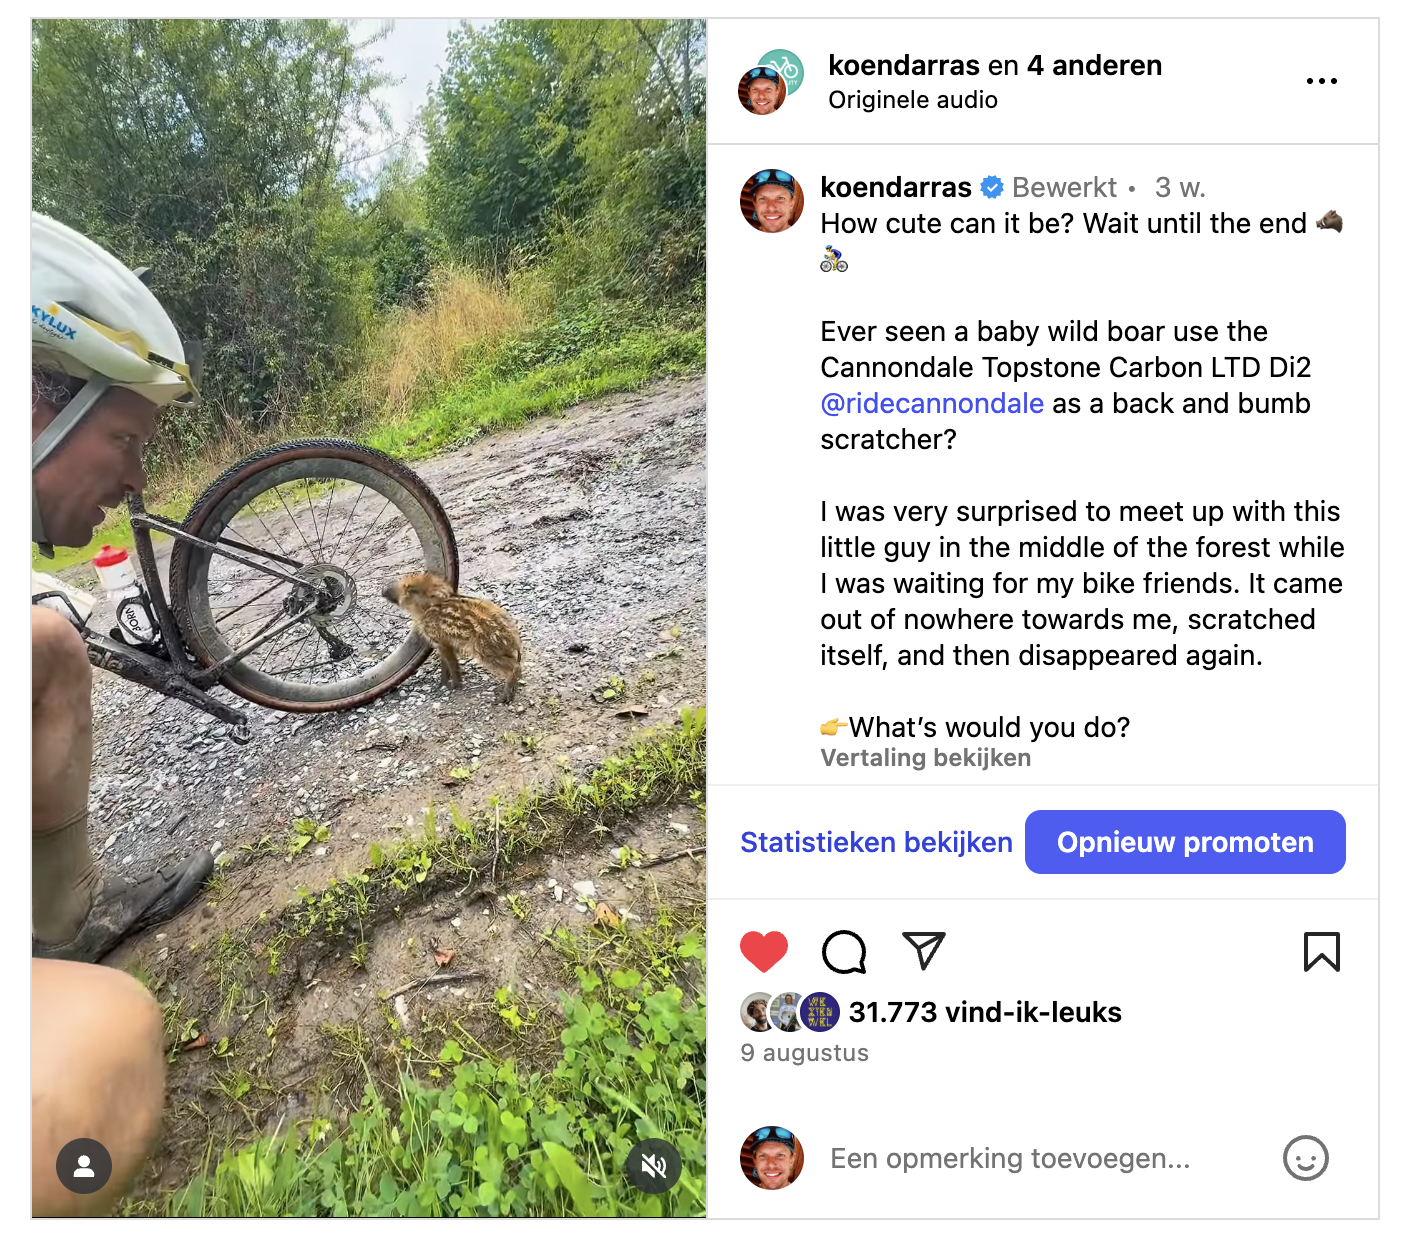 koendarras en 4 anderen
Originele audio
koendarras Bewerkt • 3 w.
How cute can it be? Wait until the end 🐗
🚴
Ever seen a baby wild boar use the
Cannondale Topstone Carbon LTD Di2
@ridecannondale as a back and bumb
scratcher?
I was very surprised to meet up with this
little guy in the middle of the forest while
I was waiting for my bike friends. It came
out of nowhere towards me, scratched
itself, and then disappeared again.
👉What's would you do?
Vertaling bekijken
Statistieken bekijken
Opnieuw promoten
31.773 vind-ik-leuks
9 augustus
Een opmerking toevoegen...
KYLUX
BORN